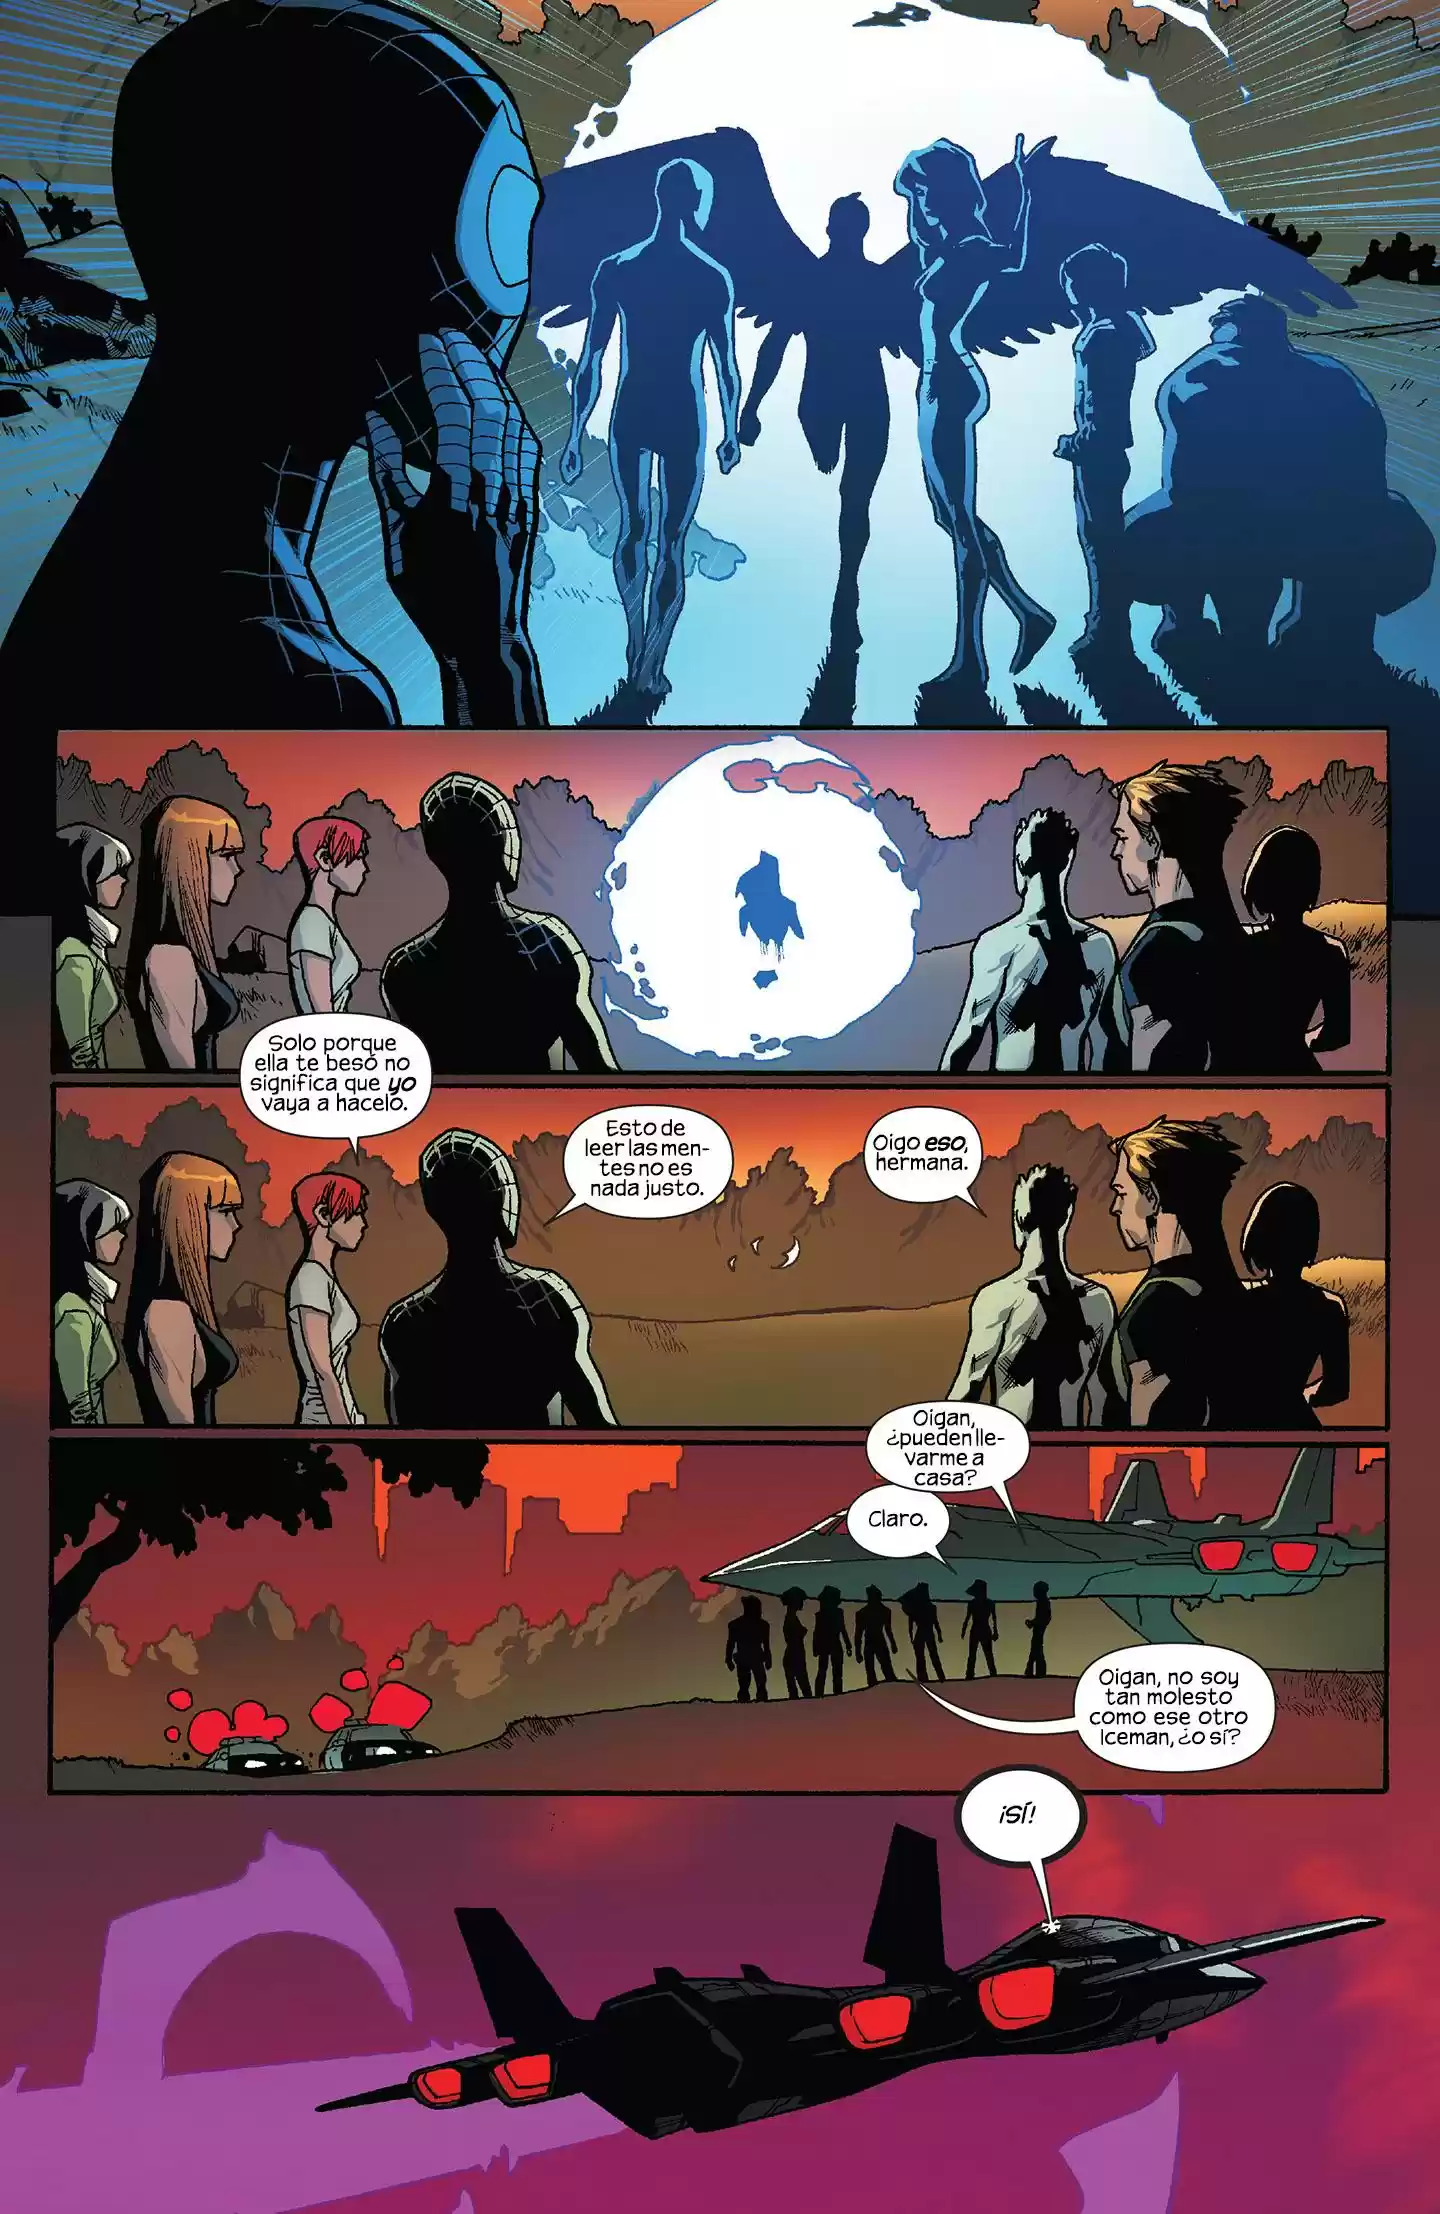 Solo porque
ella te besó no
significa que yo
vaya a hacelo.
Esto de
leer las men-
tes no es
nada justo.
Oigo eso,
hermana.
Oigan,
¿pueden lle-
varme a
casa?
Claro.
Oigan, no soy
tan molesto
como ese otro
Iceman, ¿o sí?
¡SÍ!